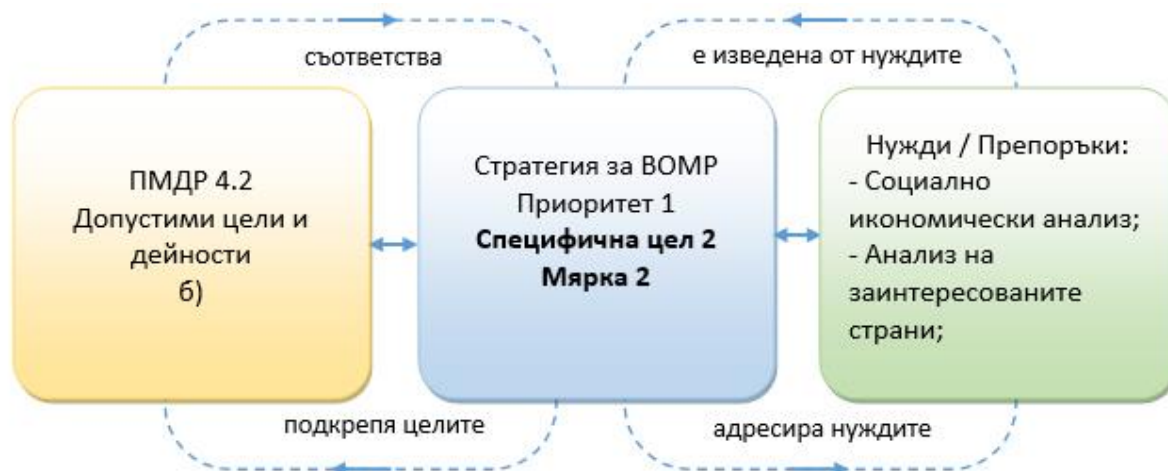 съответства
е изведена от нуждите
ПМДР 4.2
Допустими цели и
дейности
б)
Стратегия за ВОМР
Приоритет 1
Специфична цел 2
Мярка 2
Нужди / Препоръки:
- Социално
икономически анализ;
- Анализ на
заинтересованите
страни;
подкрепя целите
адресира нуждите